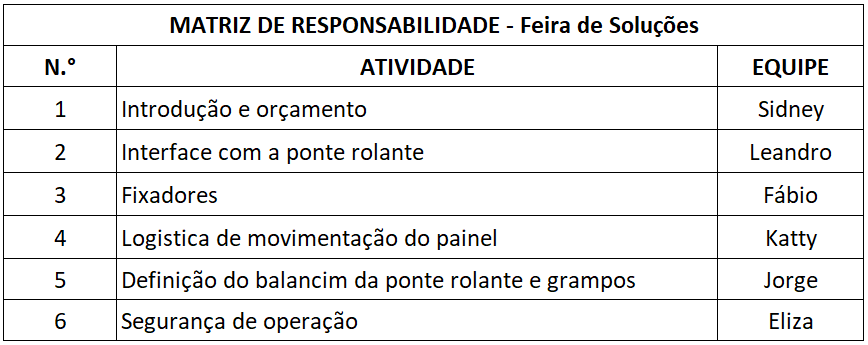 MATRIZ DE RESPONSABILIDADE - Feira de Soluções
N.° ATIVIDADE EQUIPE
1 Introdução e orçamento Sidney
2 Interface com a ponte rolante Leandro
3 Fixadores Fábio
4 Logistica de movimentação do painel Katty
5 Definição do balancim da ponte rolante e grampos Jorge
6 Segurança de operação Eliza